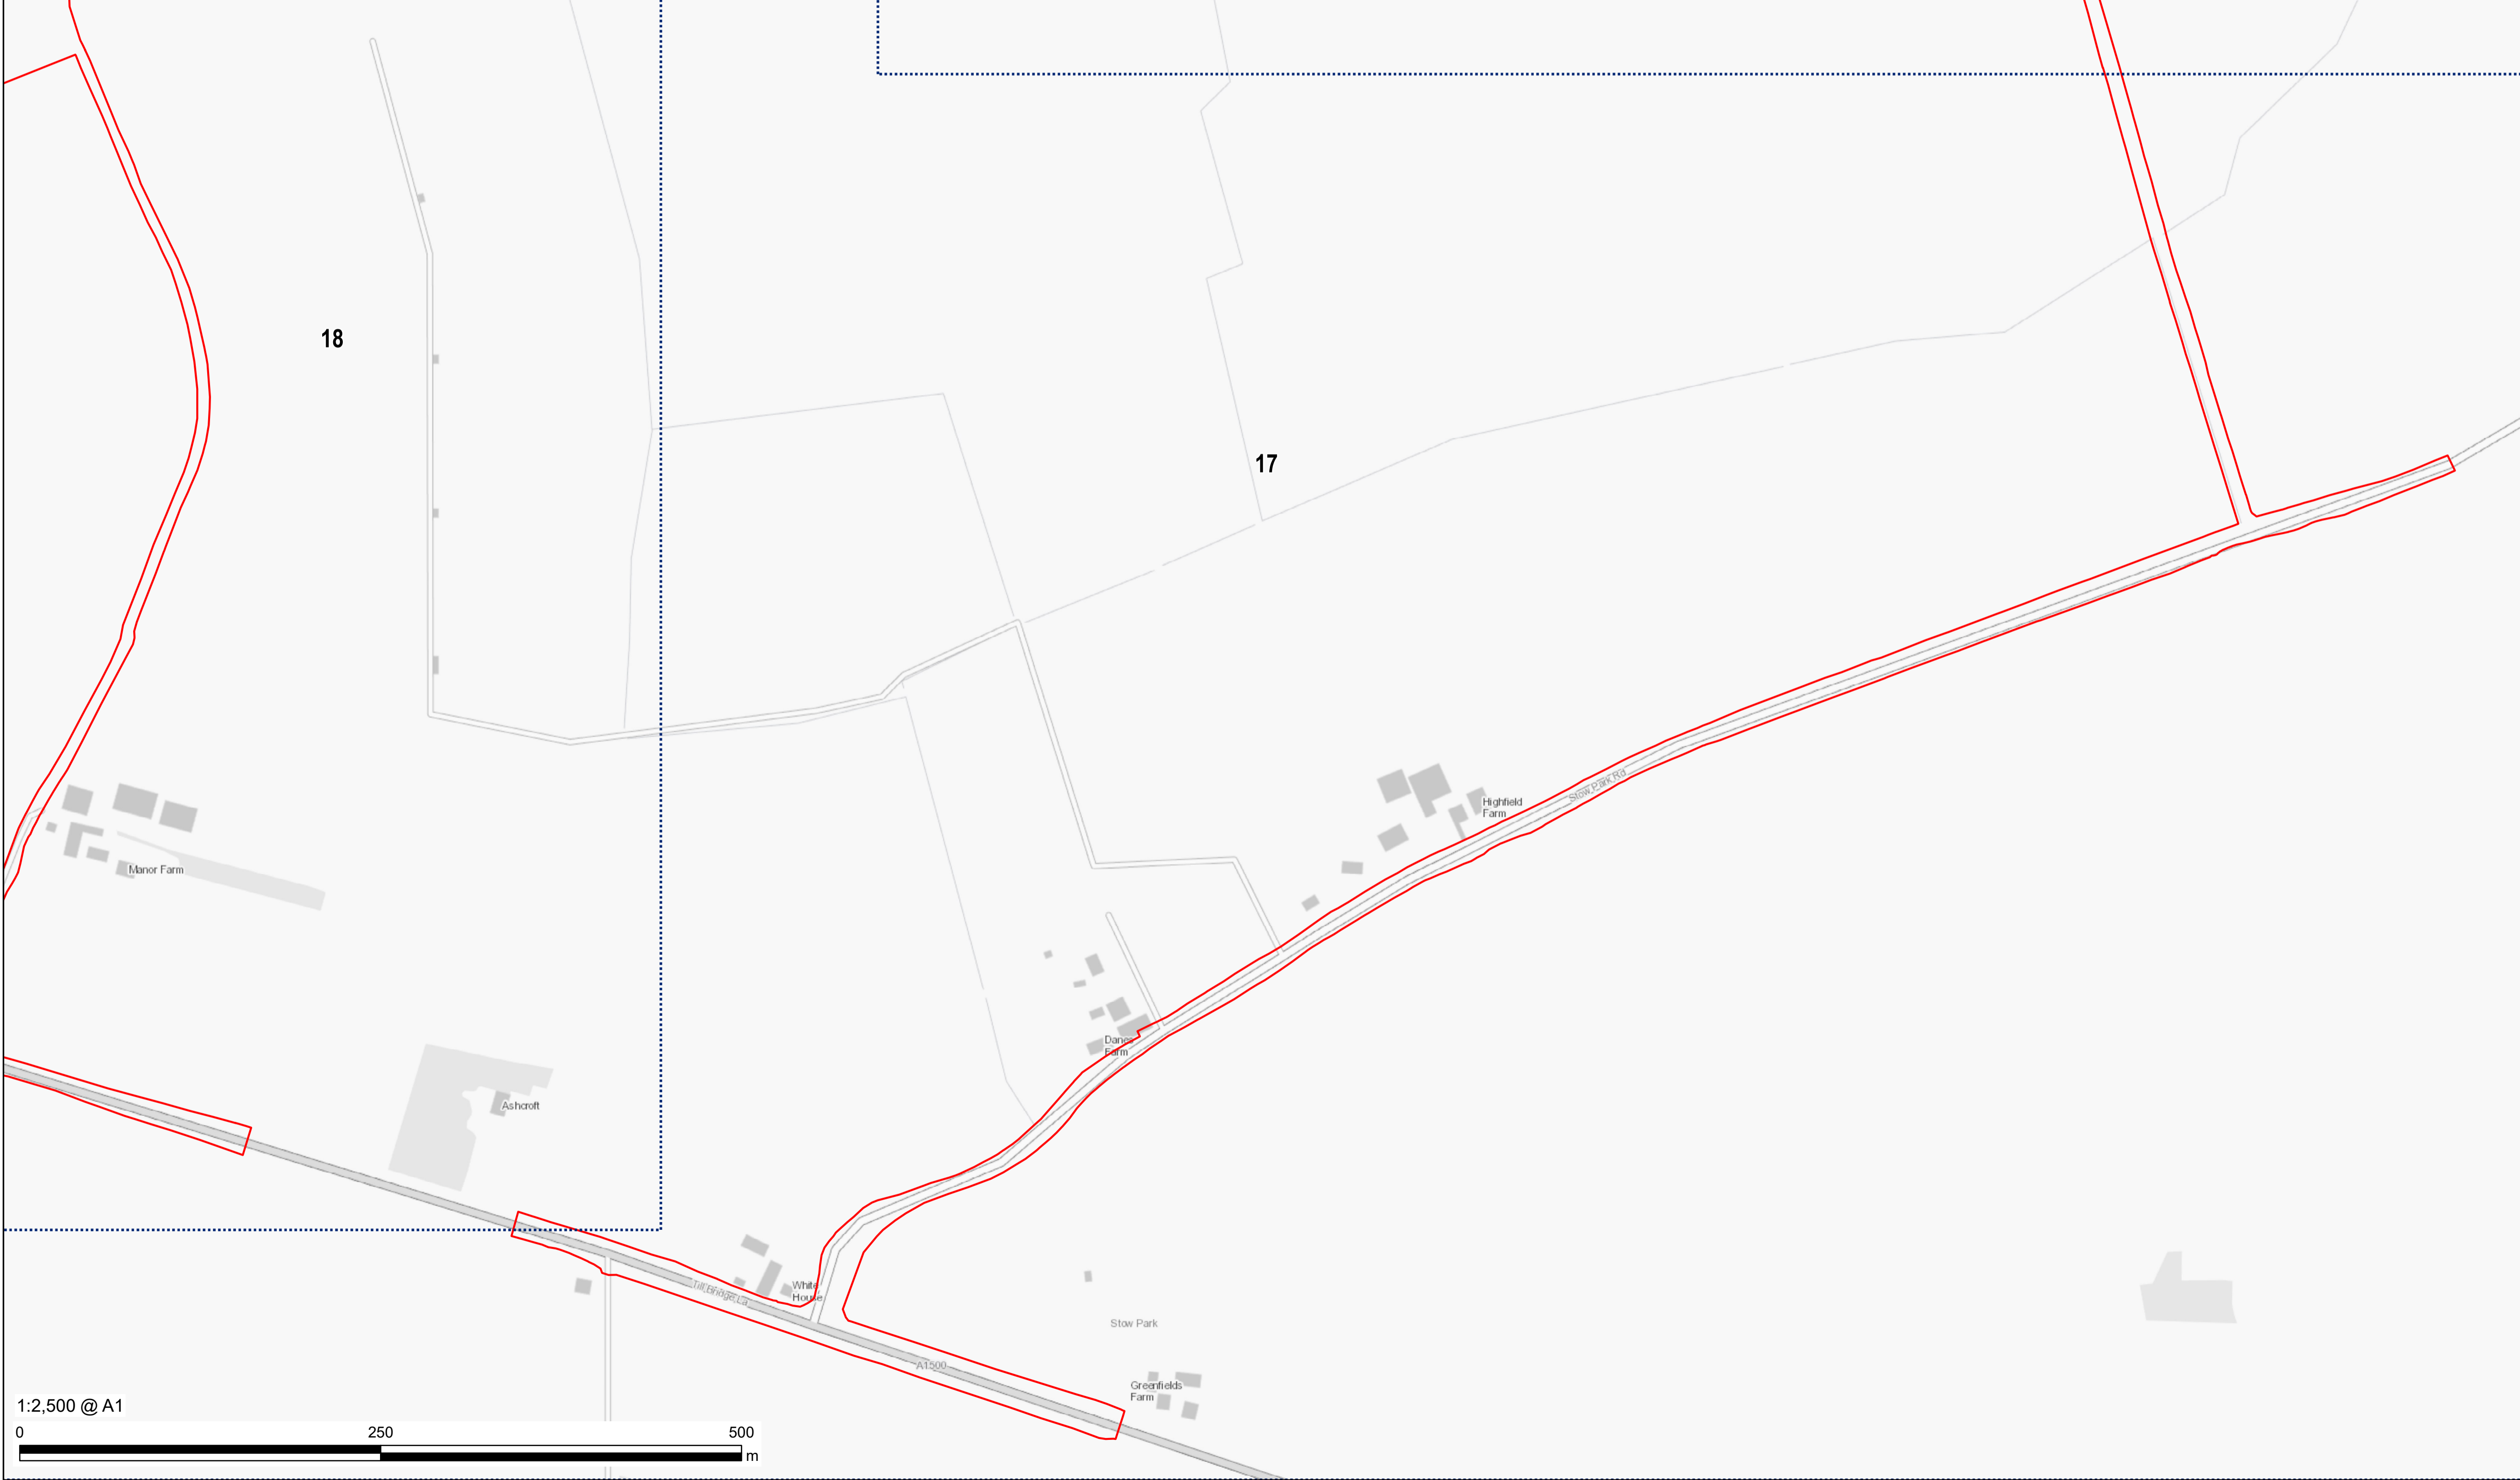 18
17
Stow Park Rd
Highfield
Farm
Manor Farm
Danes
Farm
Ashcroft
White
House
Till Bridge La
Stow Park
A1500
Greenfields
Farm
1:2,500 @ A1
0 250 500
m